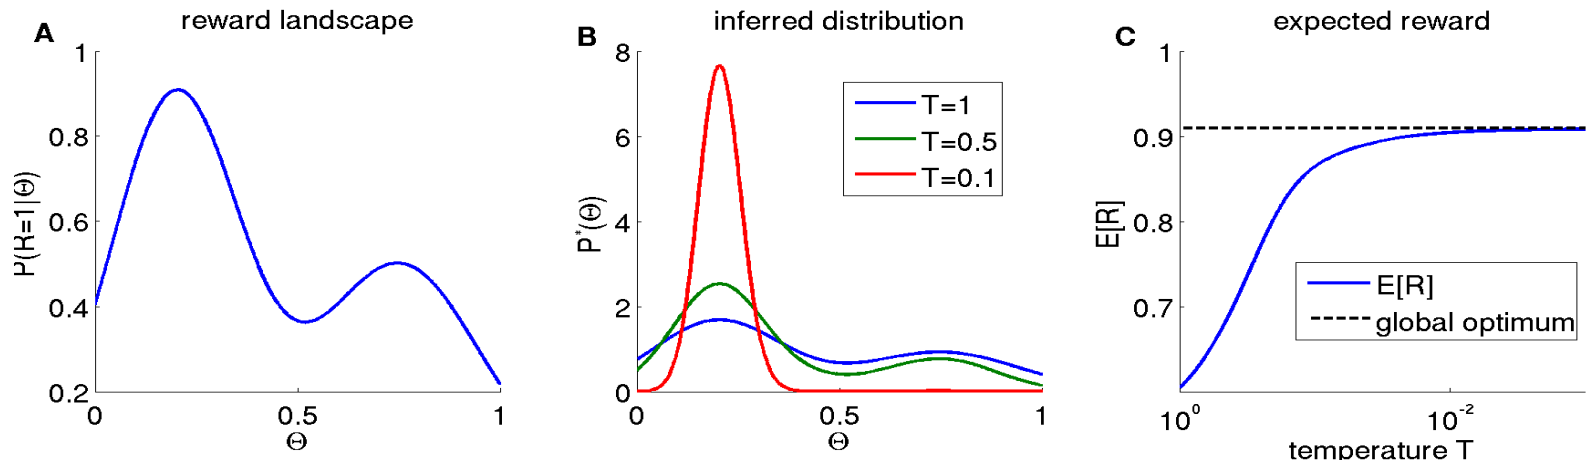 A reward landscape
1
0.8
0.6
0.4
0.2
P(R=1|Θ)
0 0.5 1
Θ
B inferred distribution
8
6
4
2
0
P*(Θ)
T=1
T=0.5
T=0.1
0 0.5 1
Θ
C expected reward
1
0.9
0.8
0.7
E[R]
E[R]
global optimum
10⁰ 10⁻²
temperature T